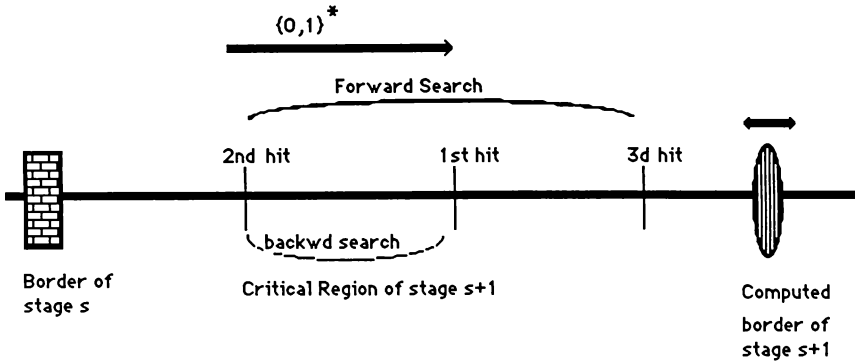 {0,1}*
Forward Search
2nd hit
1st hit
3d hit
backwd search
Border of
stage s
Critical Region of stage s+1
Computed
border of
stage s+1